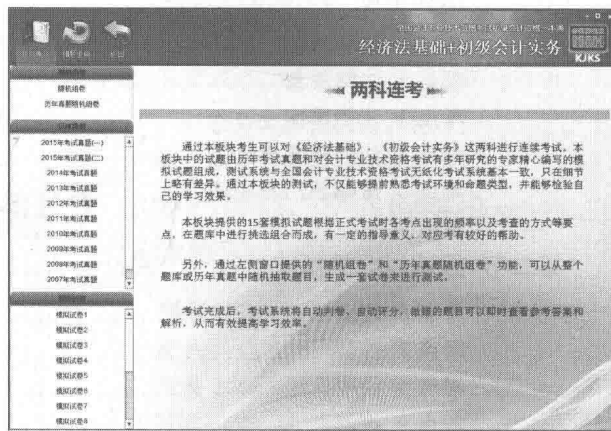 经济法基础+初级会计实务
KJKS
随机组卷
历年真题随机组卷
2015年考试真题(一)
2015年考试真题(二)
2014年考试真题
2013年考试真题
2012年考试真题
2011年考试真题
2010年考试真题
2009年考试真题
2008年考试真题
2007年考试真题
模拟试卷1
模拟试卷2
模拟试卷3
模拟试卷4
模拟试卷5
模拟试卷6
模拟试卷7
模拟试卷8
两科连考
通过本板块考生可以对《经济法基础》、《初级会计实务》这两科进行连续考试。本
板块中的试题由历年考试真题和对会计专业技术资格考试有多年研究的专家精心编写的模
拟试题组成，测试系统与全国会计专业技术资格考试无纸化考试系统基本一致，只在细节
上略有差异。通过本板块的测试，不仅能够提前熟悉考试环境和命题类型，并能够检验自
己的学习效果。
本板块提供的15套模拟试题根据正式考试时各考点出现的频率以及考查的方式等要
点，在题库中进行挑选组合而成，有一定的指导意义，对应考有较好的帮助。
另外，通过左侧窗口提供的“随机组卷”和“历年真题随机组卷”功能，可以从整个
题库或历年真题中随机抽取题目，生成一套试卷来进行测试。
考试完成后，考试系统将自动判卷，自动评分，做错的题目可以即时查看参考答案和
解析，从而有效提高学习效率。